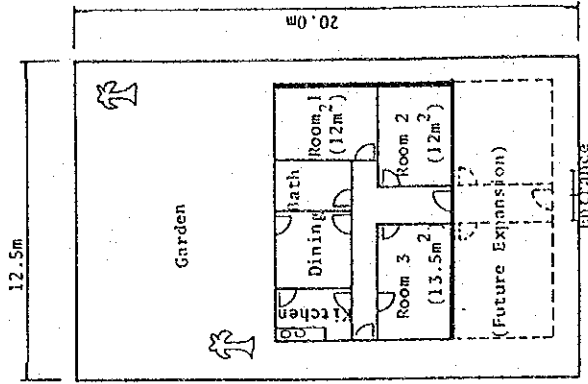 12.5m
20.0m
Garden
Room 1
(12m²)
Bath
Dining
Kitchen
Room 2
(12m²)
Room 3
(13.5m²)
(Future Expansion)
Entrance